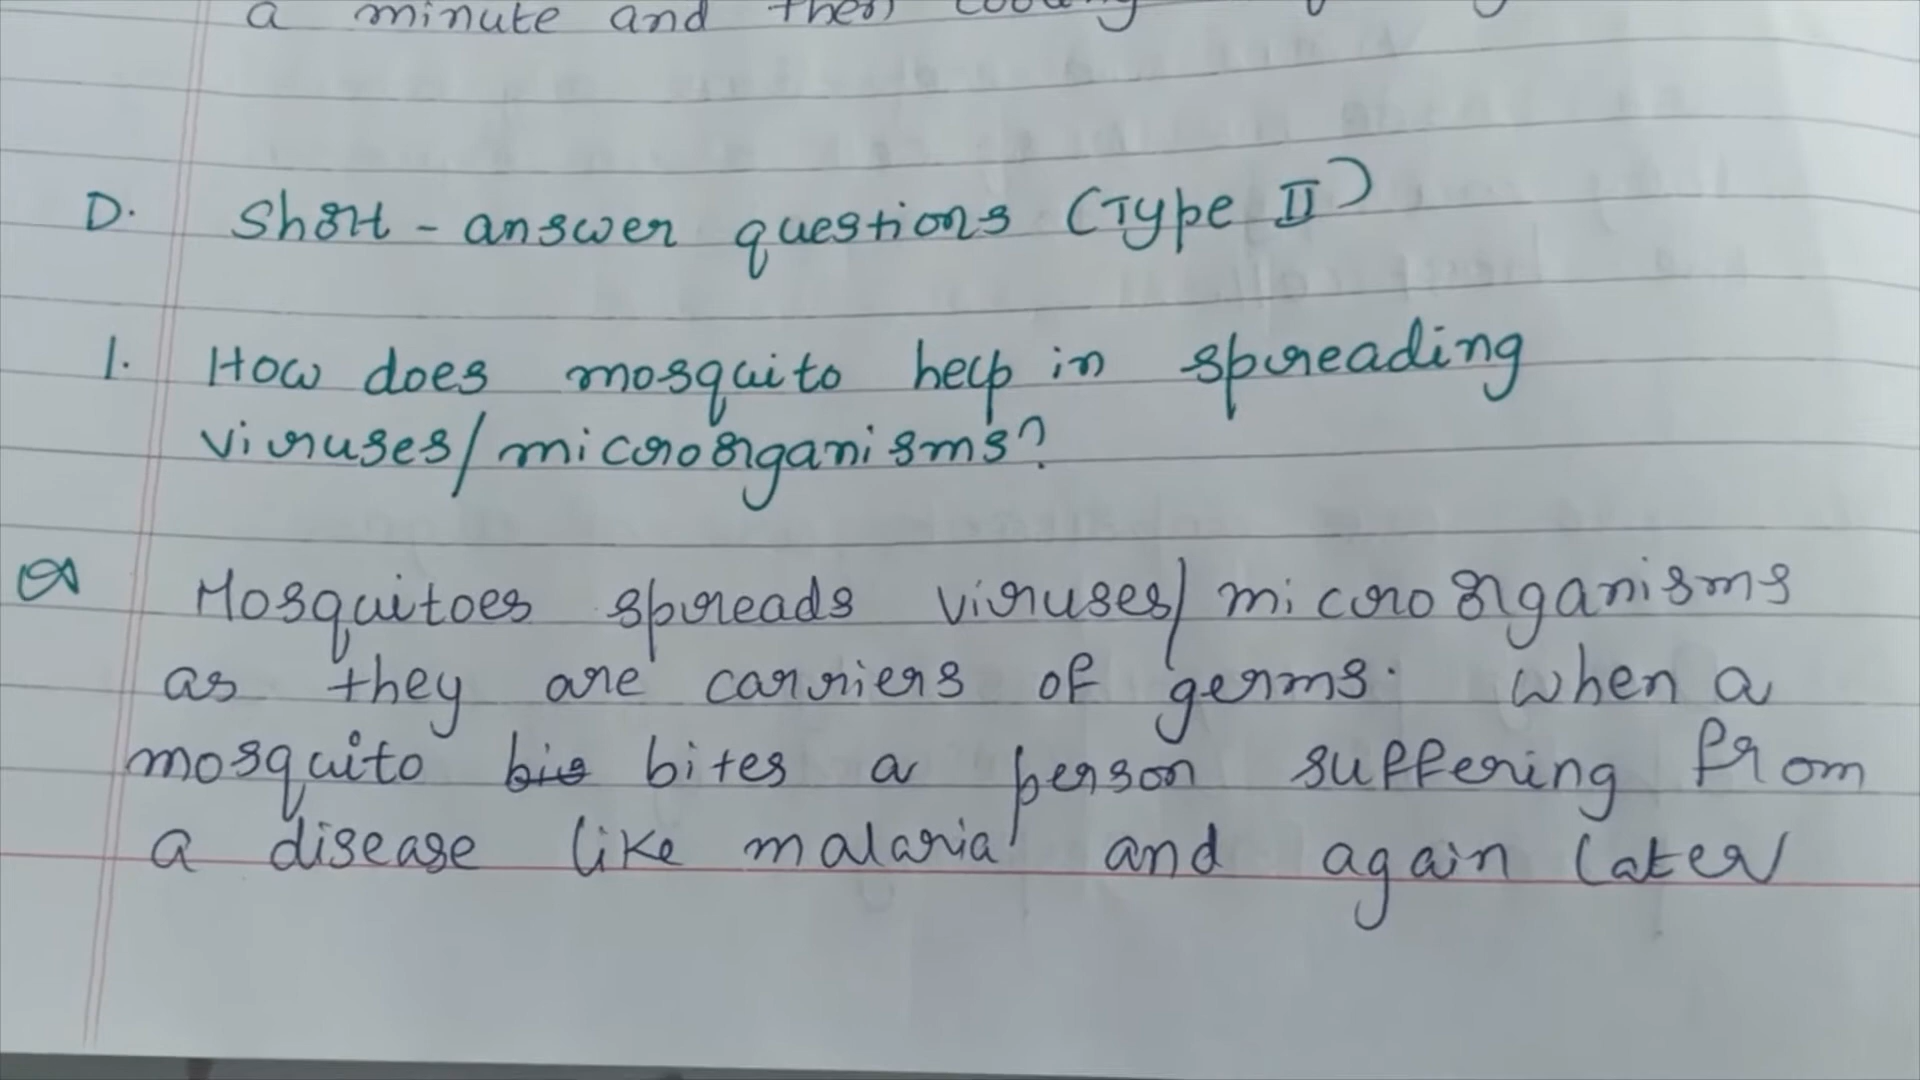 a minute and then
D. Short-answer questions (Type II)
1. How does mosquito help in spreading
viruses/microorganisms?
Mosquitoes spreads viruses/microorganisms
as they are carriers of germs. When a
mosquito bis bites a person suffering from
a disease like malaria and again later